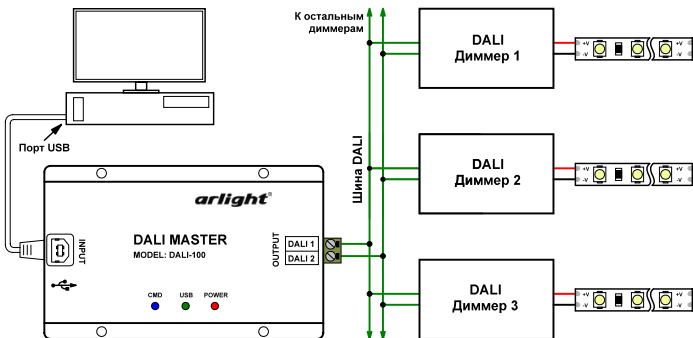 К остальным
диммерам
DALI
Диммер 1
+V
-V
Порт USB
Шина DALI
DALI
Диммер 2
+V
-V
arlight®
INPUT
DALI MASTER
MODEL: DALI-100
OUTPUT
DALI 1
DALI 2
CMD USB POWER
DALI
Диммер 3
+V
-V